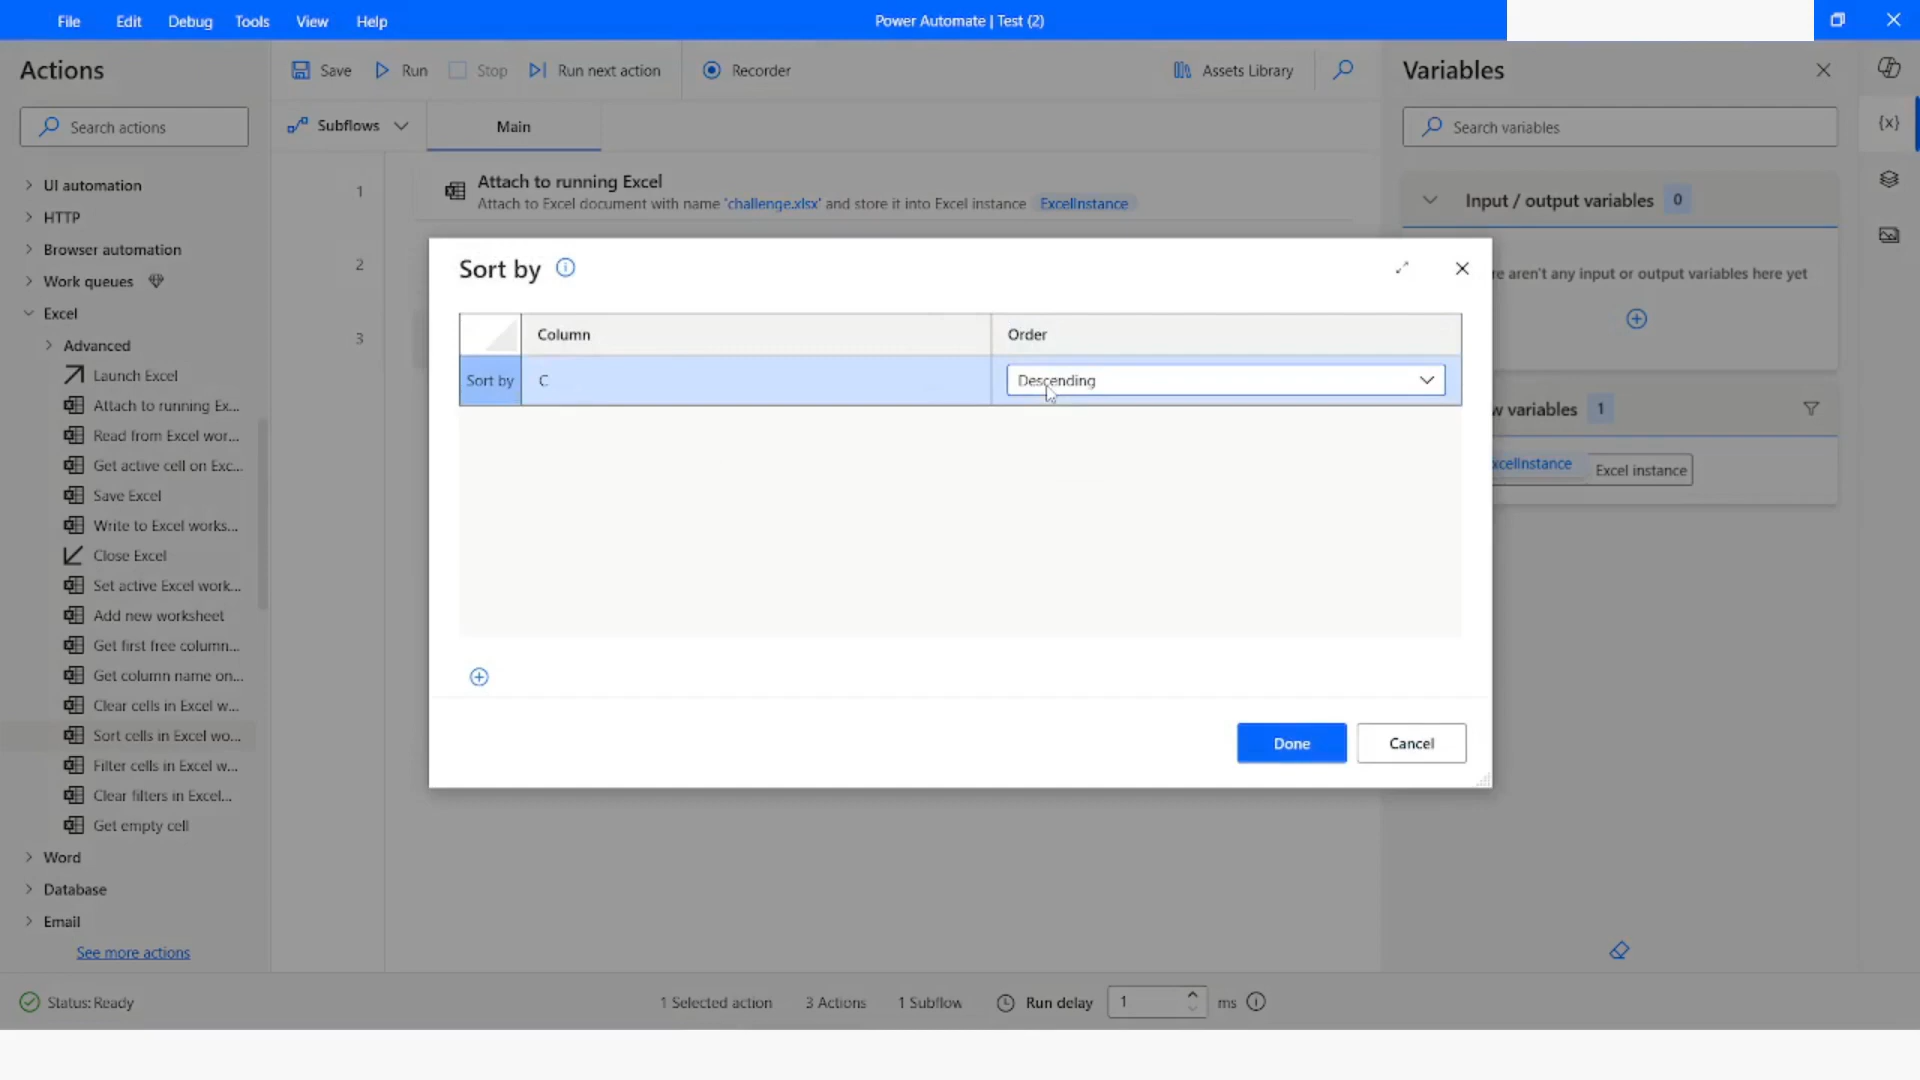 File Edit Debug Tools View Help
Power Automate | Test (2)
Actions
Search actions
UI automation
HTTP
Browser automation
Work queues
Excel
Advanced
Launch Excel
Attach to running Ex...
Read from Excel wor...
Get active cell on Exc...
Save Excel
Write to Excel works...
Close Excel
Set active Excel work...
Add new worksheet
Get first free column...
Get column name on...
Clear cells in Excel w...
Sort cells in Excel wo...
Filter cells in Excel w...
Clear filters in Excel...
Get empty cell
Word
Database
Email
See more actions
Save Run Stop Run next action Recorder
Assets Library
Subflows
Main
1
Attach to running Excel
Attach to Excel document with name 'challenge.xlsx' and store it into Excel instance ExcelInstance
2
3
Sort by
Column Order
Sort by C Descending
Done Cancel
Variables
Search variables
{x}
Input / output variables 0
re aren't any input or output variables here yet
w variables 1
xcelInstance Excel instance
Status: Ready
1 Selected action 3 Actions 1 Subflow Run delay 1 ms